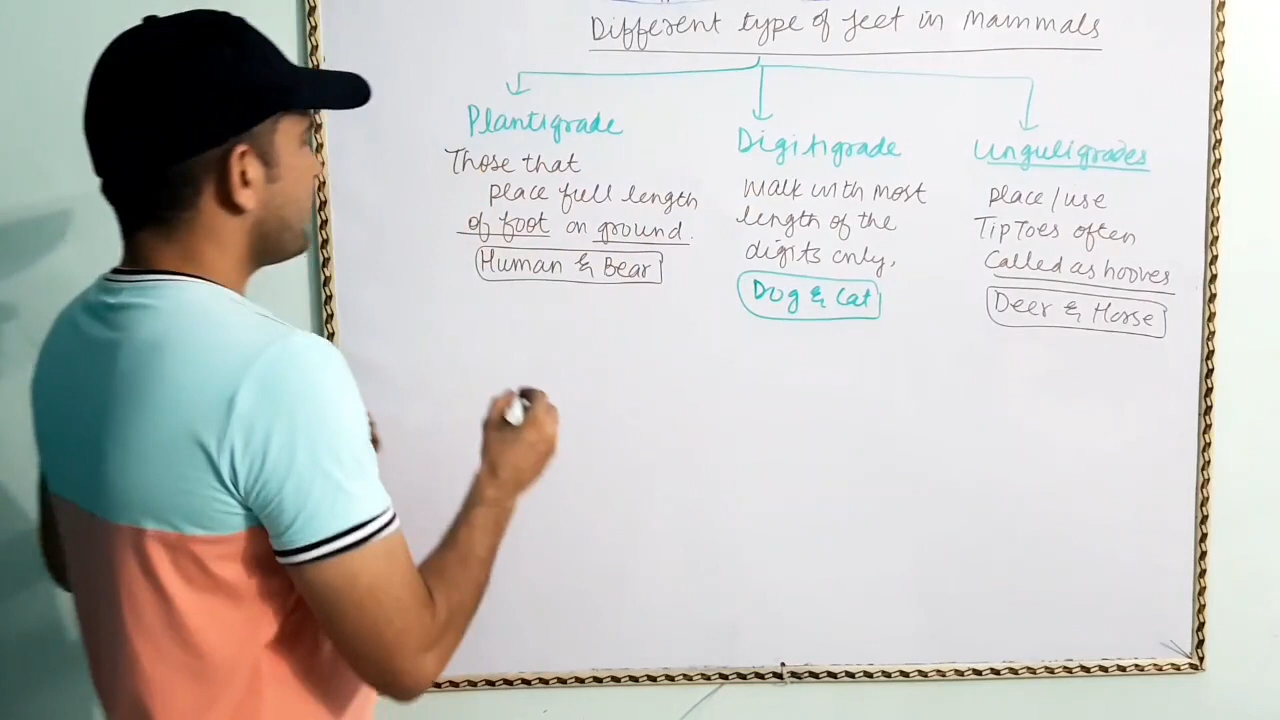 Different type of feet in Mammals
Plantigrade
Those that
place full length
of foot on ground.
Human & Bear
Digitigrade
Walk with most
length of the
digits only.
Dog & Cat
Unguligrades
Place/use
Tip Toes often
called as hooves
Deer & Horse